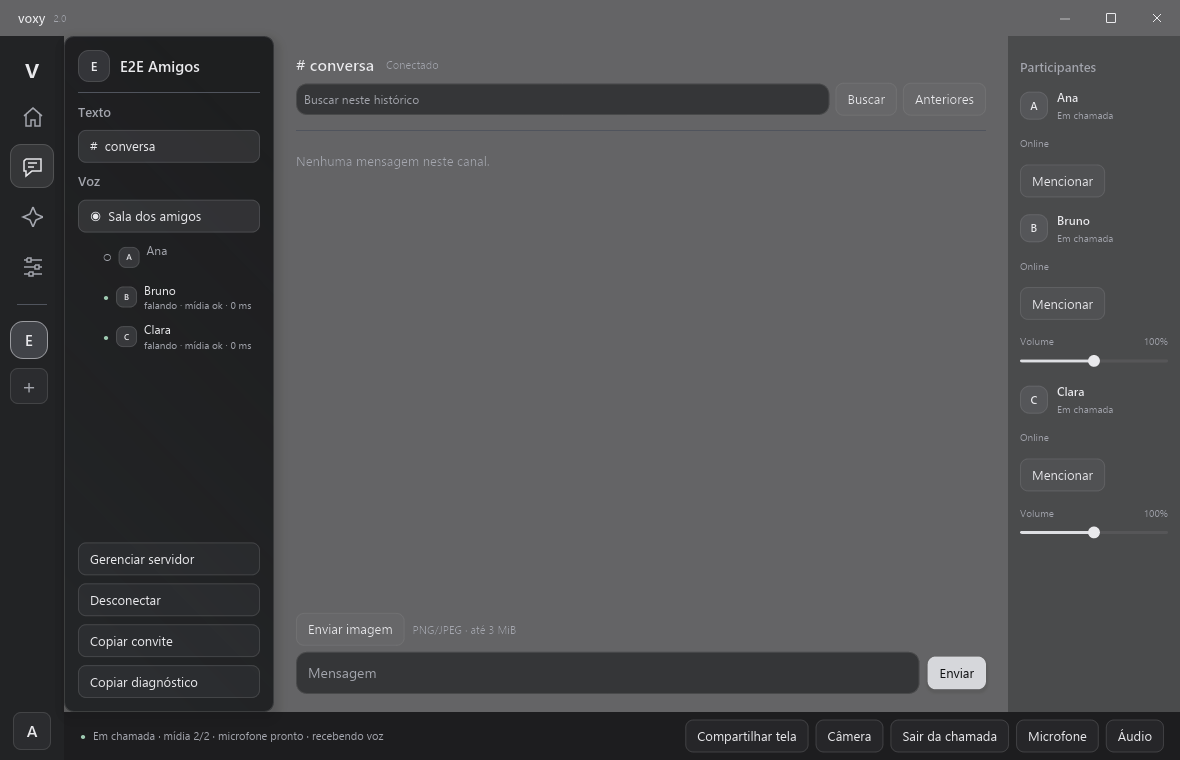 voxy 2.0
V
E E2E Amigos
Texto
# conversa
Voz
Sala dos amigos
A Ana
B Bruno
falando · mídia ok · 0 ms
C Clara
falando · mídia ok · 0 ms
E
+
Gerenciar servidor
Desconectar
Copiar convite
Copiar diagnóstico
A
# conversa Conectado
Buscar neste histórico Buscar Anteriores
Nenhuma mensagem neste canal.
Enviar imagem PNG/JPEG · até 3 MiB
Mensagem Enviar
Participantes
A Ana
Em chamada
Online
Mencionar
B Bruno
Em chamada
Online
Mencionar
Volume 100%
C Clara
Em chamada
Online
Mencionar
Volume 100%
Em chamada · mídia 2/2 · microfone pronto · recebendo voz
Compartilhar tela Câmera Sair da chamada Microfone Áudio